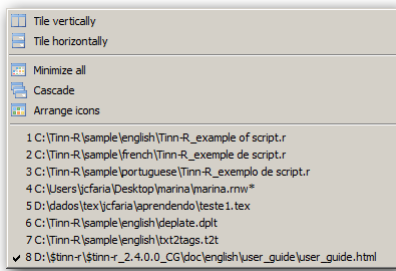 Tile vertically
Tile horizontally
Minimize all
Cascade
Arrange icons
1 C:\Tinn-R\sample\english\Tinn-R_example of script.r
2 C:\Tinn-R\sample\french\Tinn-R_exemple de script.r
3 C:\Tinn-R\sample\portuguese\Tinn-R_exemplo de script.r
4 C:\Users\jcfaria\Desktop\marina\marina.rnw*
5 D:\dados\tex\jcfaria\aprendendo\teste1.tex
6 C:\Tinn-R\sample\english\deplate.dplt
7 C:\Tinn-R\sample\english\txt2tags.t2t
8 D:\$tinn-r\$tinn-r_2.4.0.0_CG\doc\english\user_guide\user_guide.html